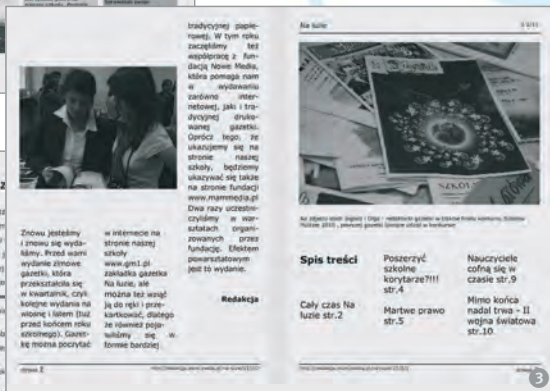 Znowu jesteśmy
i znowu się wyda-
liśmy. Przed wami
wydanie zimowe
gazetki, która
przekształciła się
w kwartalnik, czyli
kolejne wydania na
wiosnę i latem (tuż
przed końcem roku
szkolnego). Gazet-
kę można poczytać
w internecie na
stronie naszej
szkoły
www.gm1.pl
zakładka gazetka
Na luzie, ale
można też wziąć
ją do ręki i prze-
kartkować, dlatego
że również poja-
wiliśmy się w
formie bardziej
tradycyjnej papie-
rowej. W tym roku
zaczęliśmy też
współpracę z fun-
dacją Nowe Media,
która pomaga nam
w wydawaniu
zarówno inter-
netowej, jaki i tra-
dycyjnej druko-
wanej gazetki.
Oprócz tego, że
ukazujemy się na
stronie naszej
szkoły, będziemy
ukazywać się także
na stronie fundacji
www.mammedia.pl
Dwa razy uczestni-
czyliśmy w war-
sztatach organi-
zowanych przez
fundację. Efektem
powarsztatowym
jest to wydanie.
Redakcja
Na luzie
Spis treści
Cały czas Na
luzie str.2
Poszerzyć
szkolne
korytarze?!!!
str.4
Martwe prawo
str.5
Nauczyciele
cofną się w
czasie str.9
Mimo końca
nadal trwa – II
wojna światowa
str.10
3